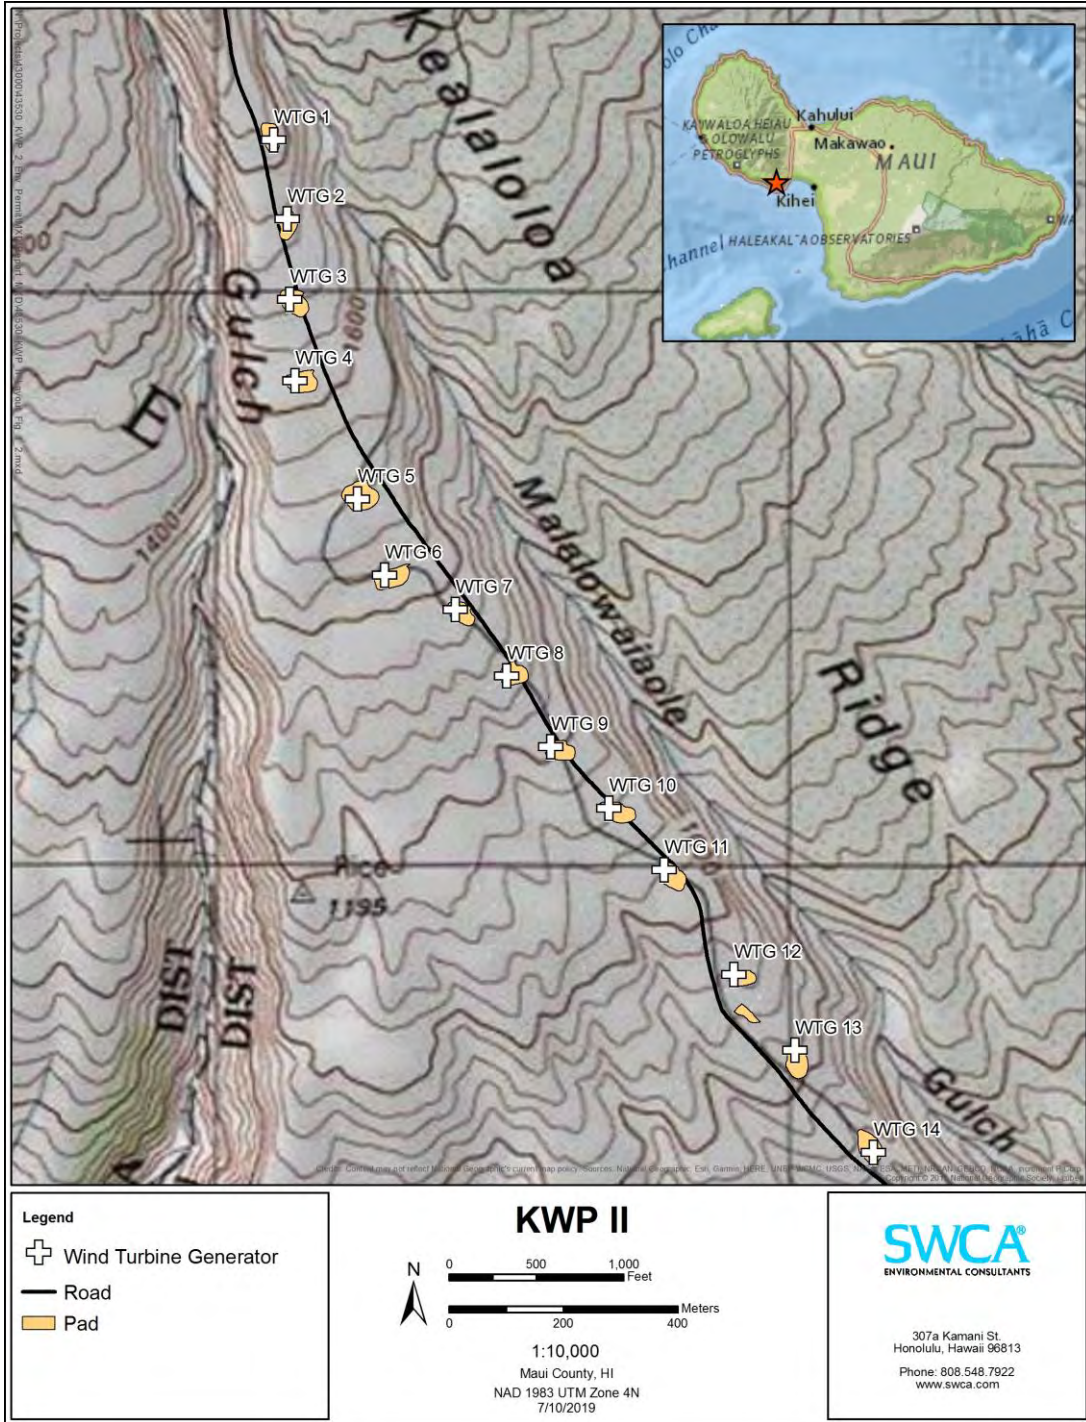 Kealaloloa
WTG 1
WTG 2
WTG 3
WTG 4
WTG 5
WTG 6
WTG 7
WTG 8
WTG 9
WTG 10
WTG 11
WTG 12
WTG 13
WTG 14
Gulch
1600
E
1400
Malalowaiaole
Ridge
1195
DIST
DIST
Gulch
Kahului
Makawao
MAUI
& OLOWALU
PETROGLYPHS
Kihei
Channel
HALEAKAL
OBSERVATORIES
Legend
Wind Turbine Generator
Road
Pad
KWP II
N
0 500 1,000
Feet
Meters
0 200 400
1:10,000
Maui County, HI
NAD 1983 UTM Zone 4N
7/10/2019
SWCA®
ENVIRONMENTAL CONSULTANTS
307a Kamani St.
Honolulu, Hawaii 96813
Phone: 808.548.7922
www.swca.com